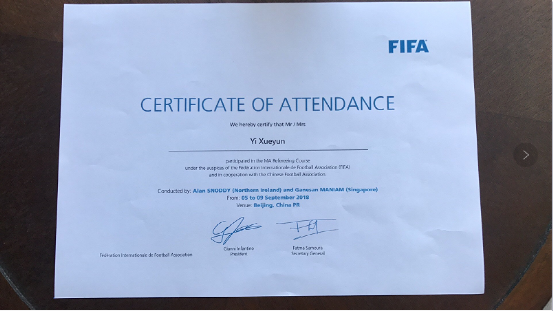 FIFA
CERTIFICATE OF ATTENDANCE
We hereby certify that Mr / Mrs
Yi Xueyun
participated in the MA Refereeing Course
under the auspices of the Fédération Internationale de Football Association (FIFA)
and in cooperation with the Chinese Football Association.
Conducted by: Alan SNODDY (Northern Ireland) and Ganesan MANIAM (Singapore)
From: 05 to 09 September 2018
Venue: Beijing, China PR
Gianni Infantino
President
Fatma Samoura
Secretary General
Fédération Internationale de Football Association